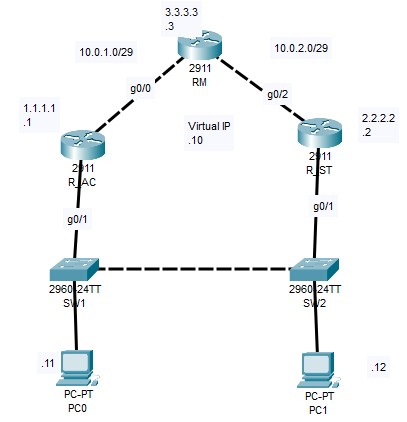 3.3.3.3
.3
10.0.1.0/29
10.0.2.0/29
2911
RM
g0/0
g0/2
1.1.1.1
.1
Virtual IP
.10
2.2.2.2
.2
2911
R_AC
2911
R_ST
g0/1
g0/1
2960-24TT
SW1
2960-24TT
SW2
.11
.12
PC-PT
PC0
PC-PT
PC1